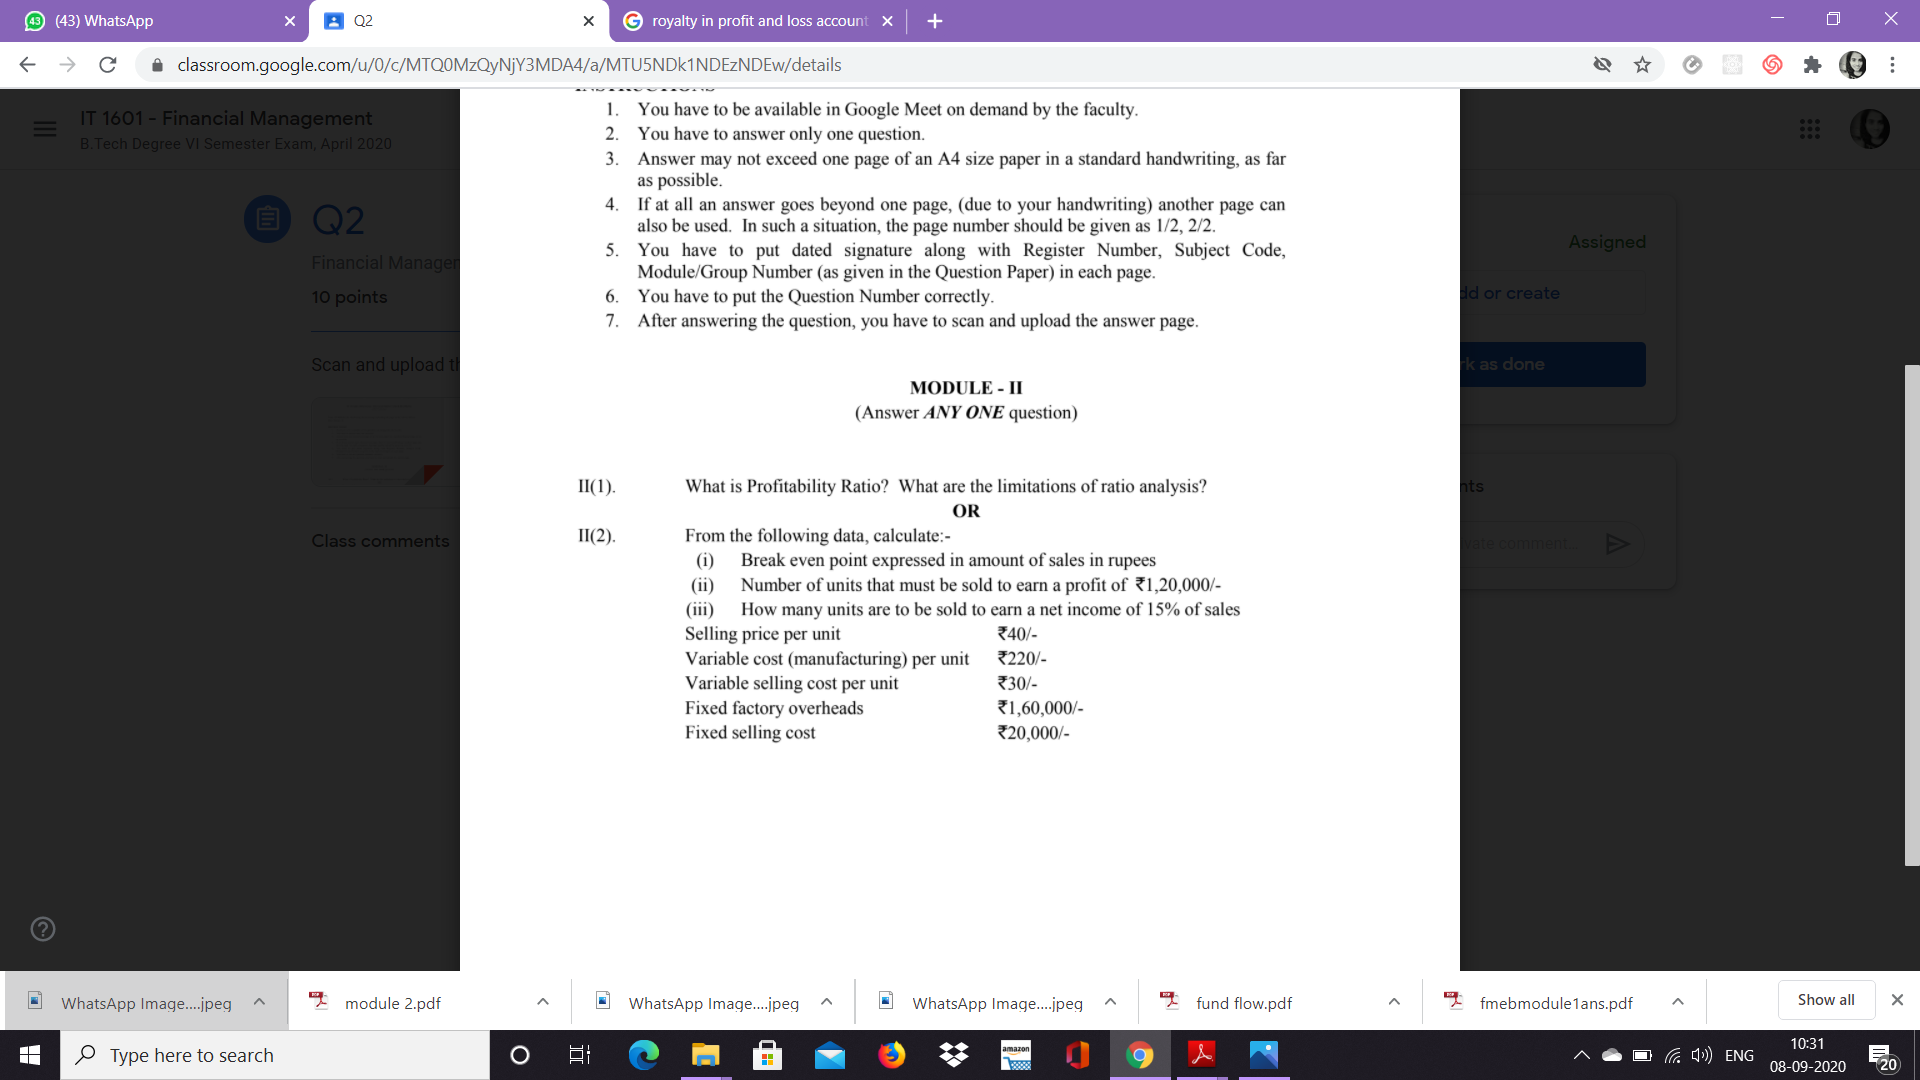 (43) WhatsApp
Q2
royalty in profit and loss account
classroom.google.com/u/0/c/MTQ0MzQyNjY3MDA4/a/MTU5NDk1NDEzNDEw/details
IT 1601 - Financial Management
B.Tech Degree VI Semester Exam, April 2020
1. You have to be available in Google Meet on demand by the faculty.
2. You have to answer only one question.
3. Answer may not exceed one page of an A4 size paper in a standard handwriting, as far
as possible.
4. If at all an answer goes beyond one page, (due to your handwriting) another page can
also be used. In such a situation, the page number should be given as 1/2, 2/2.
5. You have to put dated signature along with Register Number, Subject Code,
Module/Group Number (as given in the Question Paper) in each page.
6. You have to put the Question Number correctly.
7. After answering the question, you have to scan and upload the answer page.
Q2
Financial Manager
10 points
Scan and upload th
Class comments
Assigned
dd or create
rk as done
nts
vate comment...
MODULE - II
(Answer ANY ONE question)
II(1). What is Profitability Ratio? What are the limitations of ratio analysis?
OR
II(2). From the following data, calculate:-
(i) Break even point expressed in amount of sales in rupees
(ii) Number of units that must be sold to earn a profit of ₹1,20,000/-
(iii) How many units are to be sold to earn a net income of 15% of sales
Selling price per unit ₹40/-
Variable cost (manufacturing) per unit ₹220/-
Variable selling cost per unit ₹30/-
Fixed factory overheads ₹1,60,000/-
Fixed selling cost ₹20,000/-
WhatsApp Image....jpeg
module 2.pdf
WhatsApp Image....jpeg
WhatsApp Image....jpeg
fund flow.pdf
fmebmodule1ans.pdf
Show all
Type here to search
amazon
ENG
10:31
08-09-2020
20